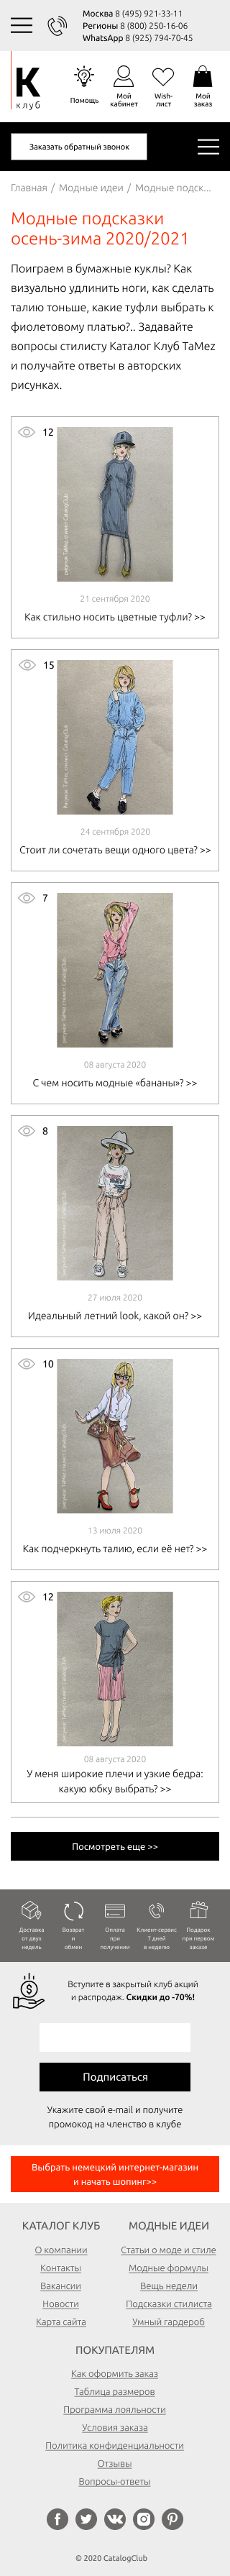 Москва 8 (495) 921-33-11
Регионы 8 (800) 250-16-06
WhatsApp 8 (925) 794-70-45
К
клуб
Помощь
Мой кабинет
Wish-лист
Мой заказ
Заказать обратный звонок
Главная / Модные идеи / Модные подск...
Модные подсказки
осень-зима 2020/2021
Поиграем в бумажные куклы? Как
визуально удлинить ноги, как сделать
талию тоньше, какие туфли выбрать к
фиолетовому платью?.. Задавайте
вопросы стилисту Каталог Клуб TaMez
и получайте ответы в авторских
рисунках.
12
21 сентября 2020
Как стильно носить цветные туфли? >>
15
24 сентября 2020
Стоит ли сочетать вещи одного цвета? >>
7
08 августа 2020
С чем носить модные «бананы»? >>
8
27 июля 2020
Идеальный летний look, какой он? >>
10
13 июля 2020
Как подчеркнуть талию, если её нет? >>
12
08 августа 2020
У меня широкие плечи и узкие бедра:
какую юбку выбрать? >>
Посмотреть еще >>
Доставка
от двух
недель
Возврат
и
обмен
Оплата
при
получении
Клиент-сервис
7 дней
в неделю
Подарок
при первом
заказе
Вступите в закрытый клуб акций
и распродаж. Скидки до -70%!
Подписаться
Укажите свой e-mail и получите
промокод на членство в клубе
Выбрать немецкий интернет-магазин
и начать шопинг>>
КАТАЛОГ КЛУБ
О компании
Контакты
Вакансии
Новости
Карта сайта
МОДНЫЕ ИДЕИ
Статьи о моде и стиле
Модные формулы
Вещь недели
Подсказки стилиста
Умный гардероб
ПОКУПАТЕЛЯМ
Как оформить заказ
Таблица размеров
Программа лояльности
Условия заказа
Политика конфиденциальности
Отзывы
Вопросы-ответы
© 2020 CatalogClub